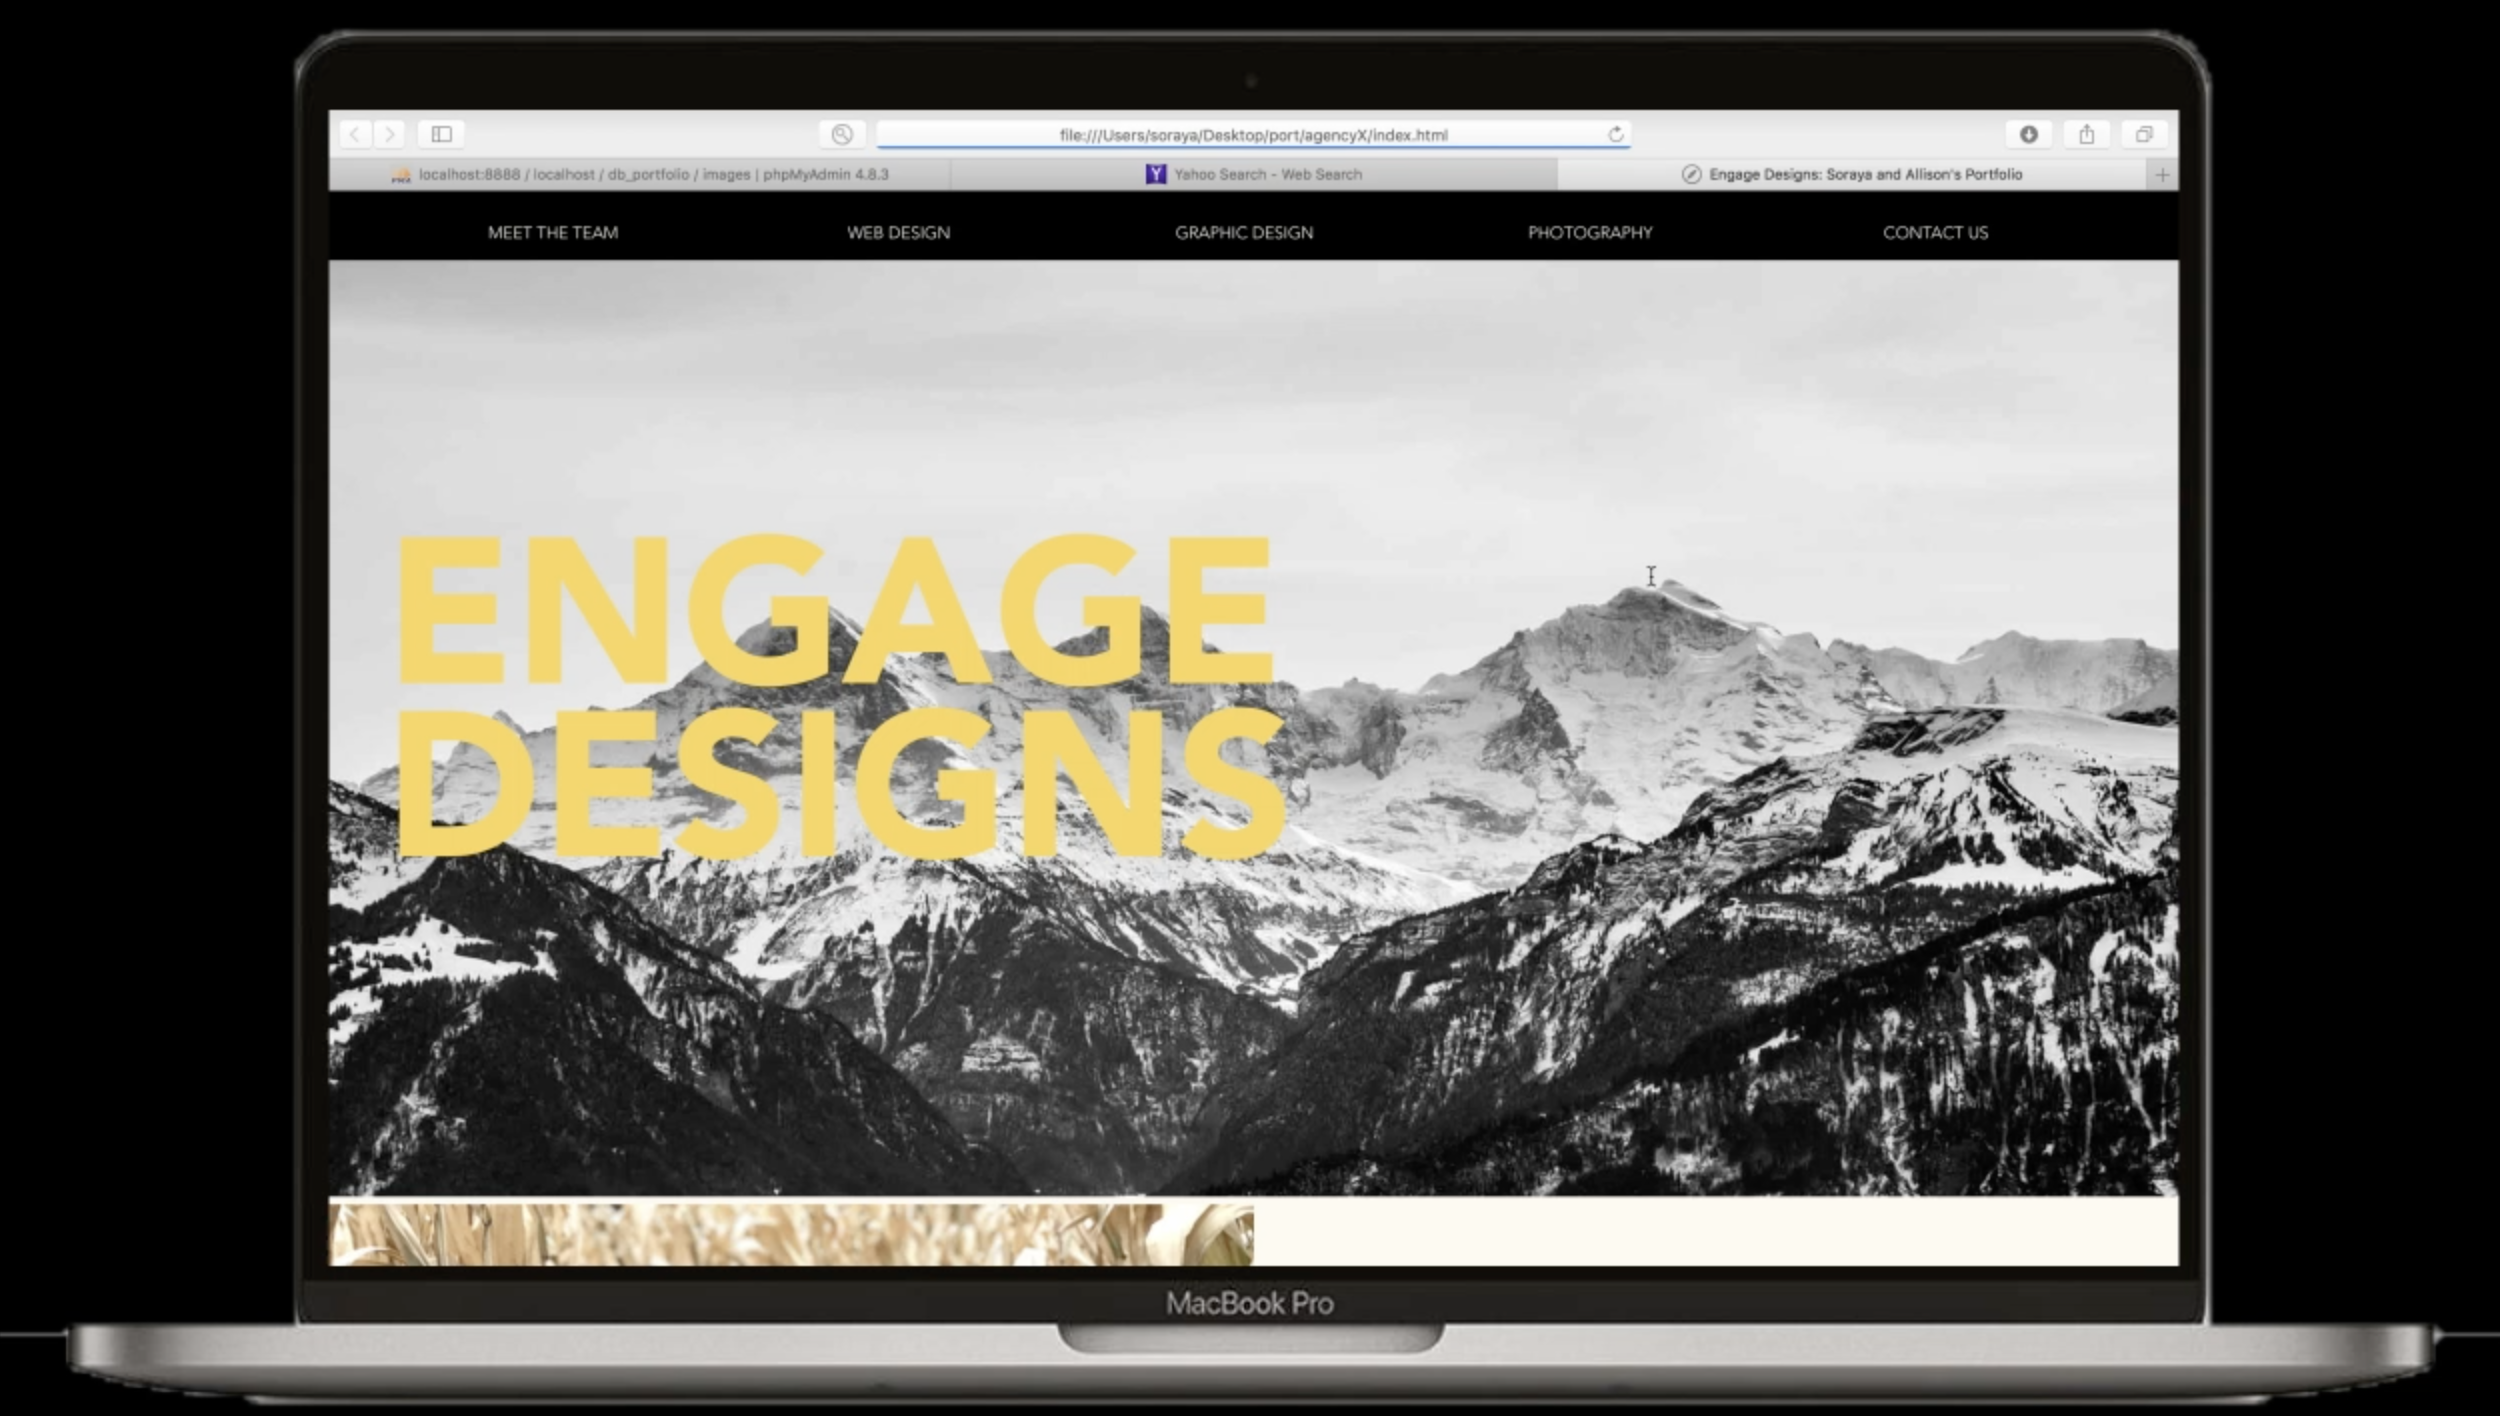 file:///Users/soraya/Desktop/port/agencyX/index.html
localhost:8888 / localhost / db_portfolio / images | phpMyAdmin 4.8.3
Yahoo Search - Web Search
Engage Designs: Soraya and Allison's Portfolio
MEET THE TEAM
WEB DESIGN
GRAPHIC DESIGN
PHOTOGRAPHY
CONTACT US
ENGAGE
DESIGNS
MacBook Pro